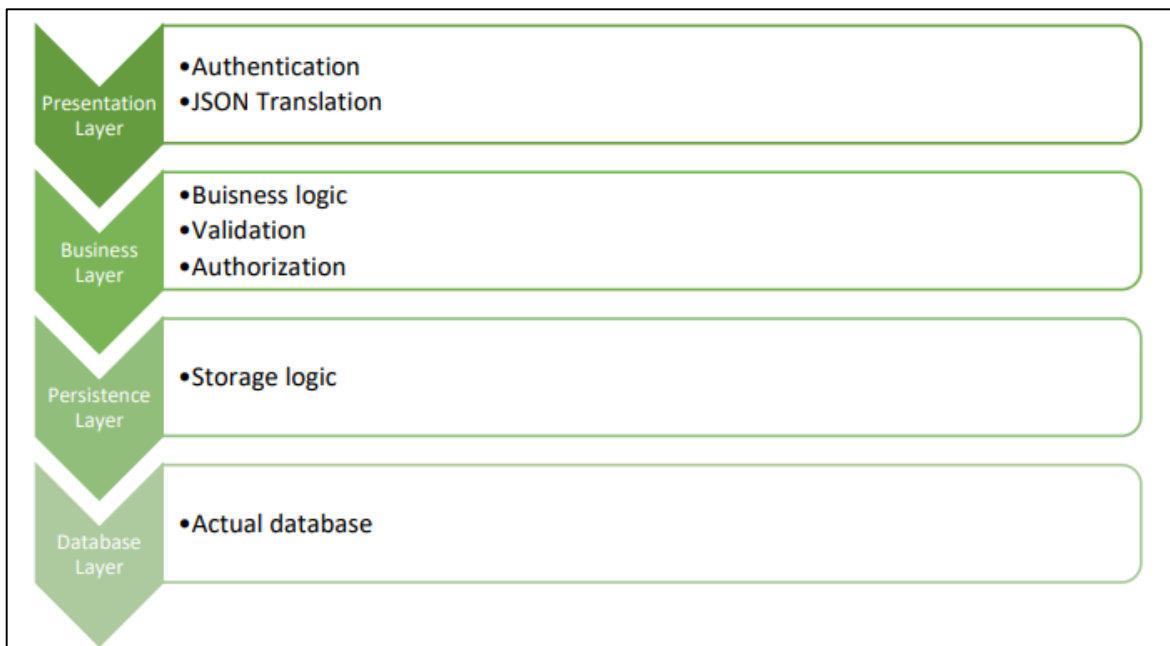 Presentation
Layer
•Authentication
•JSON Translation
Business
Layer
•Buisness logic
•Validation
•Authorization
Persistence
Layer
•Storage logic
Database
Layer
•Actual database